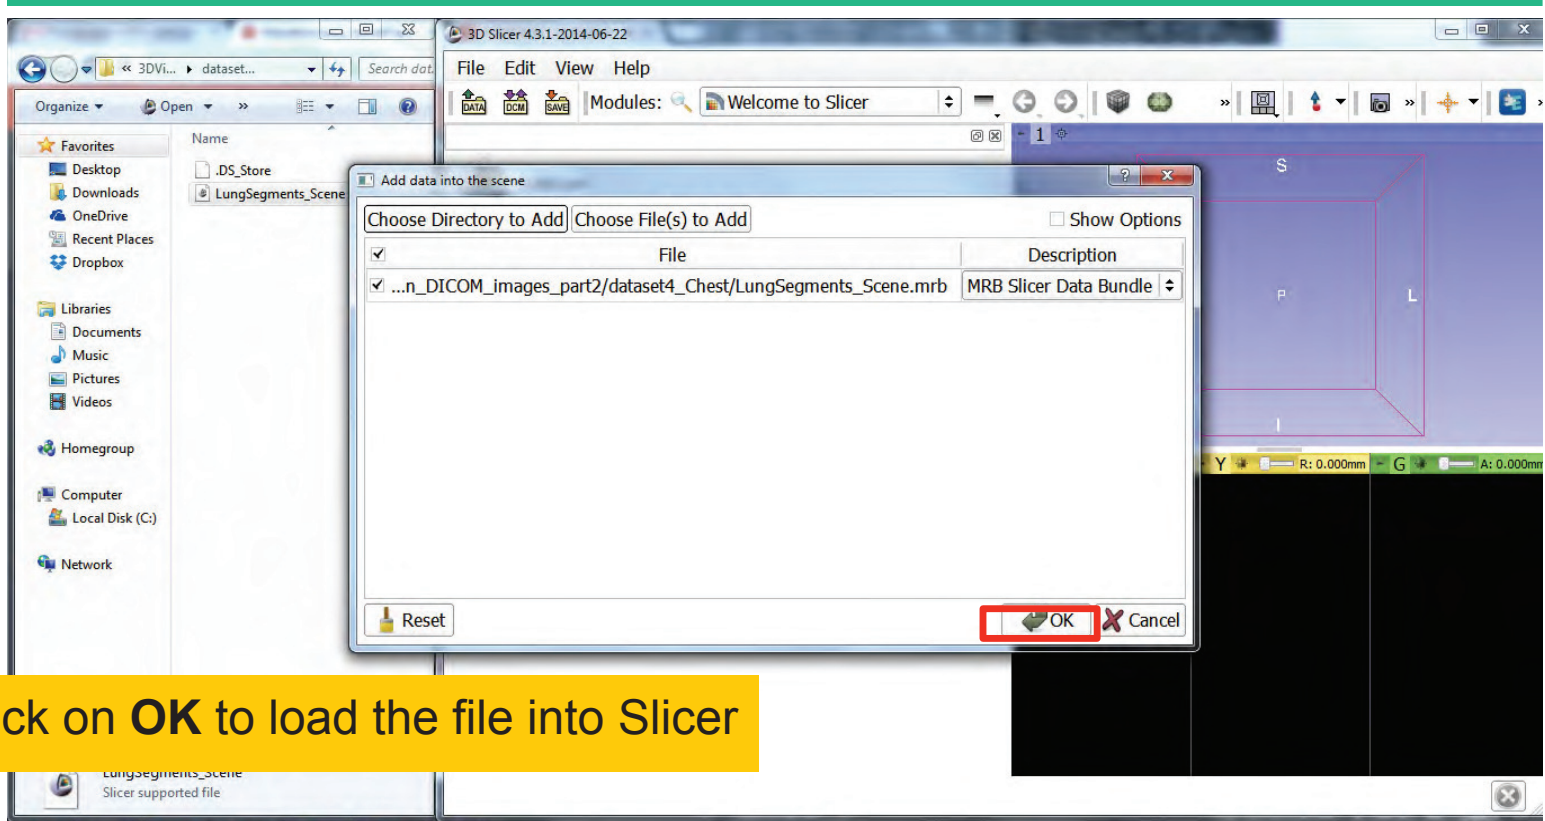 3D Slicer 4.3.1-2014-06-22
« 3DVi... ▸ dataset...
Search dat
File Edit View Help
Organize Open »
DATA DCM SAVE Modules: Welcome to Slicer » »
Favorites
Desktop
Downloads
OneDrive
Recent Places
Dropbox
Libraries
Documents
Music
Pictures
Videos
Homegroup
Computer
Local Disk (C:)
Network
Name
.DS_Store
LungSegments_Scene
Add data into the scene
Choose Directory to Add Choose File(s) to Add Show Options
File Description
...n_DICOM_images_part2/dataset4_Chest/LungSegments_Scene.mrb MRB Slicer Data Bundle
Reset OK Cancel
1
S
P L
I
Y R: 0.000mm G A: 0.000mm
ck on OK to load the file into Slicer
LungSegments_Scene
Slicer supported file